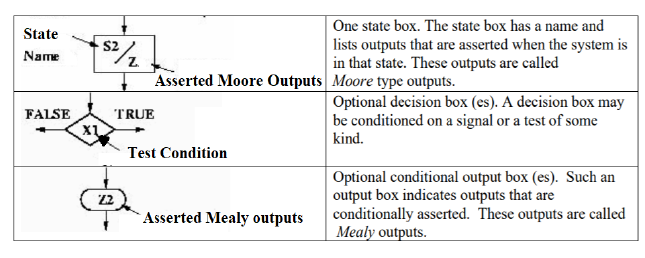 State
Name
S2
Z
Asserted Moore Outputs
One state box. The state box has a name and
lists outputs that are asserted when the system is
in that state. These outputs are called
Moore type outputs.
FALSE
TRUE
X1
Test Condition
Optional decision box (es). A decision box may
be conditioned on a signal or a test of some
kind.
Z2
Asserted Mealy outputs
Optional conditional output box (es). Such an
output box indicates outputs that are
conditionally asserted. These outputs are called
Mealy outputs.